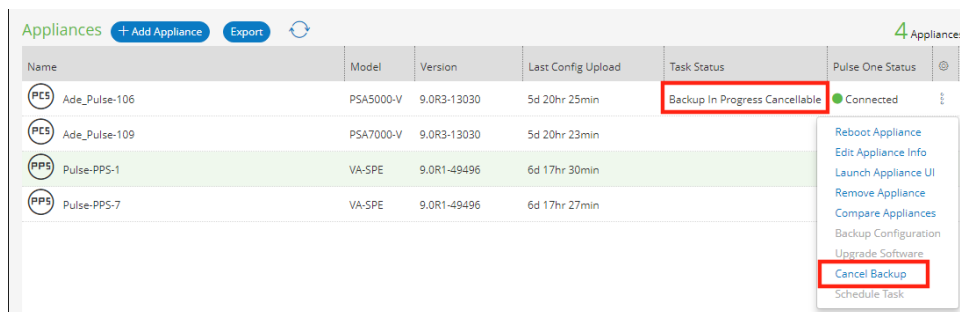 Appliances + Add Appliance Export 4 Appliances
Name Model Version Last Config Upload Task Status Pulse One Status
PCS Ade_Pulse-106 PSA5000-V 9.0R3-13030 5d 20hr 25min Backup In Progress Cancellable Connected
PCS Ade_Pulse-109 PSA7000-V 9.0R3-13030 5d 20hr 23min
PPS Pulse-PPS-1 VA-SPE 9.0R1-49496 6d 17hr 30min
PPS Pulse-PPS-7 VA-SPE 9.0R1-49496 6d 17hr 27min
Reboot Appliance
Edit Appliance Info
Launch Appliance UI
Remove Appliance
Compare Appliances
Backup Configuration
Upgrade Software
Cancel Backup
Schedule Task